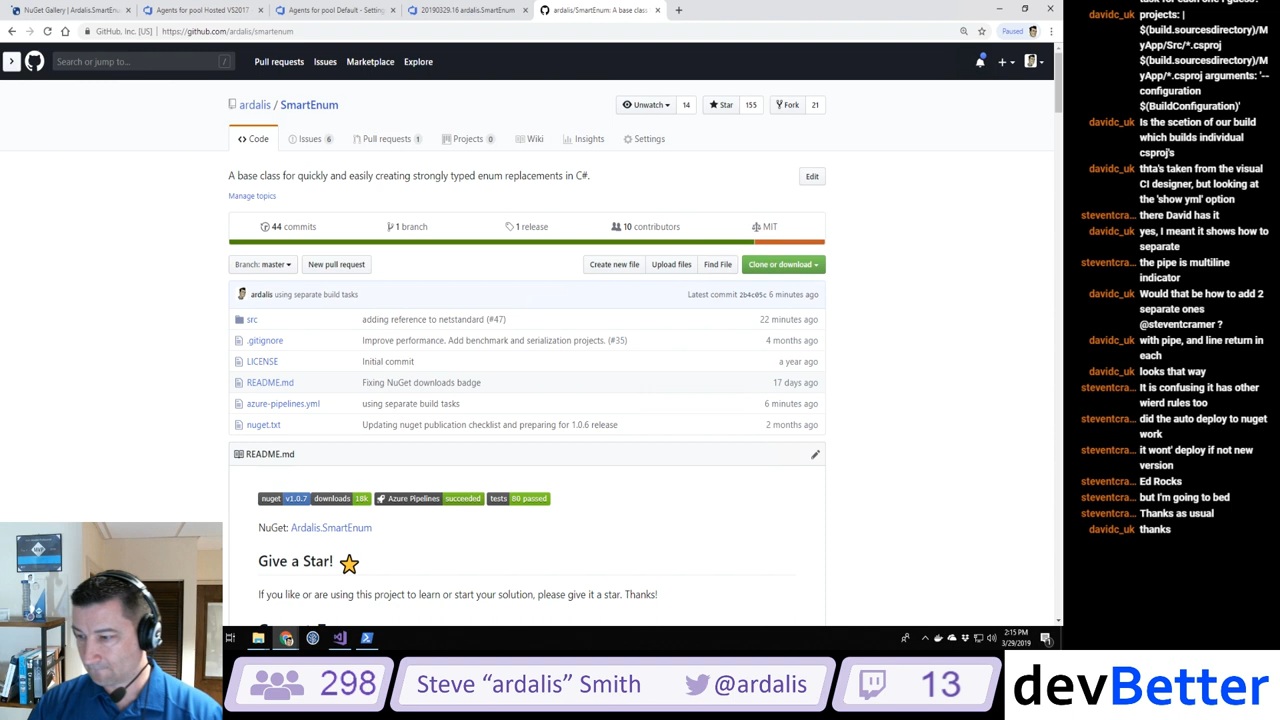 NuGet Gallery | Ardalis.SmartEnum
Agents for pool Hosted VS2017
Agents for pool Default - Settings
20190329.16 ardalis.SmartEnum
ardalis/SmartEnum: A base class
GitHub, Inc. [US] | https://github.com/ardalis/smartenum
Paused
Search or jump to...
/
Pull requests
Issues
Marketplace
Explore
ardalis / SmartEnum
Unwatch 14
Star 155
Fork 21
Code
Issues 6
Pull requests 1
Projects 0
Wiki
Insights
Settings
A base class for quickly and easily creating strongly typed enum replacements in C#.
Edit
Manage topics
44 commits
1 branch
1 release
10 contributors
MIT
Branch: master
New pull request
Create new file
Upload files
Find File
Clone or download
ardalis using separate build tasks
Latest commit 2b4c05c 6 minutes ago
src adding reference to netstandard (#47) 22 minutes ago
.gitignore Improve performance. Add benchmark and serialization projects. (#35) 4 months ago
LICENSE Initial commit a year ago
README.md Fixing NuGet downloads badge 17 days ago
azure-pipelines.yml using separate build tasks 6 minutes ago
nuget.txt Updating nuget publication checklist and preparing for 1.0.6 release 2 months ago
README.md
nuget v1.0.7 downloads 18k Azure Pipelines succeeded tests 80 passed
NuGet: Ardalis.SmartEnum
Give a Star!
If you like or are using this project to learn or start your solution, please give it a star. Thanks!
2:15 PM
3/29/2019
davidc_uk projects: |
$(build.sourcesdirectory)/M
yApp/Src/*.csproj
$(build.sourcesdirectory)/M
yApp/*.csproj arguments: '--
configuration
$(BuildConfiguration)'
davidc_uk Is the scetion of our build
which builds individual
csproj's
davidc_uk thta's taken from the visual
CI designer, but looking at
the 'show yml' option
steventcra... there David has it
davidc_uk yes, I meant it shows how to
separate
steventcra... the pipe is multiline
indicator
davidc_uk Would that be how to add 2
separate ones
@steventcramer ?
davidc_uk with pipe, and line return in
each
davidc_uk looks that way
steventcra... It is confusing it has other
wierd rules too
steventcra... did the auto deploy to nuget
work
steventcra... it wont' deploy if not new
version
steventcra... Ed Rocks
steventcra... but I'm going to bed
steventcra... Thanks as usual
davidc_uk thanks
298
Steve “ardalis” Smith
@ardalis
13
devBetter